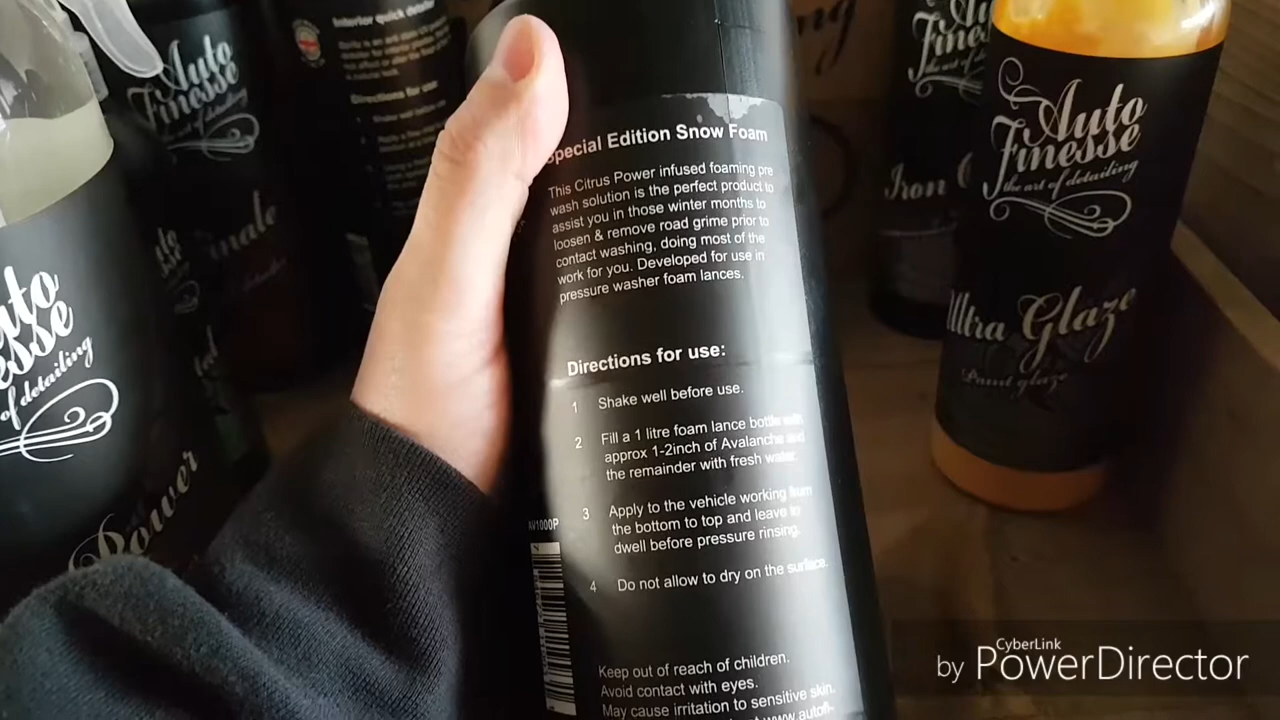 Special Edition Snow Foam
This Citrus Power infused foaming pre
wash solution is the perfect product to
assist you in those winter months to
loosen & remove road grime prior to
contact washing, doing most of the
work for you. Developed for use in
pressure washer foam lances.
Directions for use:
1 Shake well before use.
2 Fill a 1 litre foam lance bottle with
approx 1-2inch of Avalanche and
the remainder with fresh water.
3 Apply to the vehicle working from
the bottom to top and leave to
dwell before pressure rinsing.
4 Do not allow to dry on the surface.
AV1000P
Keep out of reach of children.
Avoid contact with eyes.
May cause irritation to sensitive skin.
www.autofi-
Interior quick detailer
Directions for use
Auto
Finesse
the art of detailing
Power
Auto
Finesse
the art of detailing
Ultra Glaze
Paint glaze
Iron
CyberLink
by PowerDirector